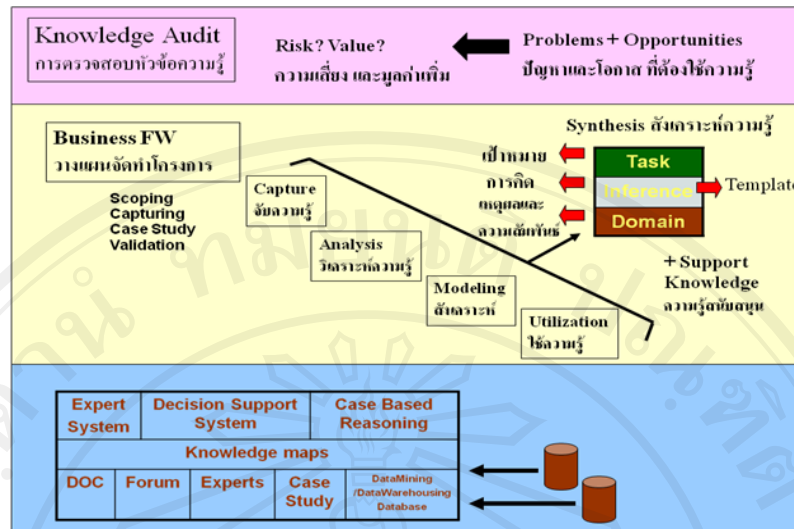 Knowledge Audit
การตรวจสอบหัวข้อความรู้
Risk? Value?
ความเสี่ยง และมูลค่าเพิ่ม
Problems + Opportunities
ปัญหาและโอกาส ที่ต้องใช้ความรู้
Business FW
วางแผนจัดทำโครงการ
Scoping
Capturing
Case Study
Validation
Capture
จับความรู้
Analysis
วิเคราะห์ความรู้
Modeling
สังเคราะห์
Utilization
ใช้ความรู้
Synthesis สังเคราะห์ความรู้
เป้าหมาย
การคิด
เหตุผลและ
ความสัมพันธ์
Task
Inference
Domain
Template
+ Support
Knowledge
ความรู้สนับสนุน
Expert
System
Decision Support
System
Case Based
Reasoning
Knowledge maps
DOC
Forum
Experts
Case
Study
DataMining
/DataWarehousing
Database